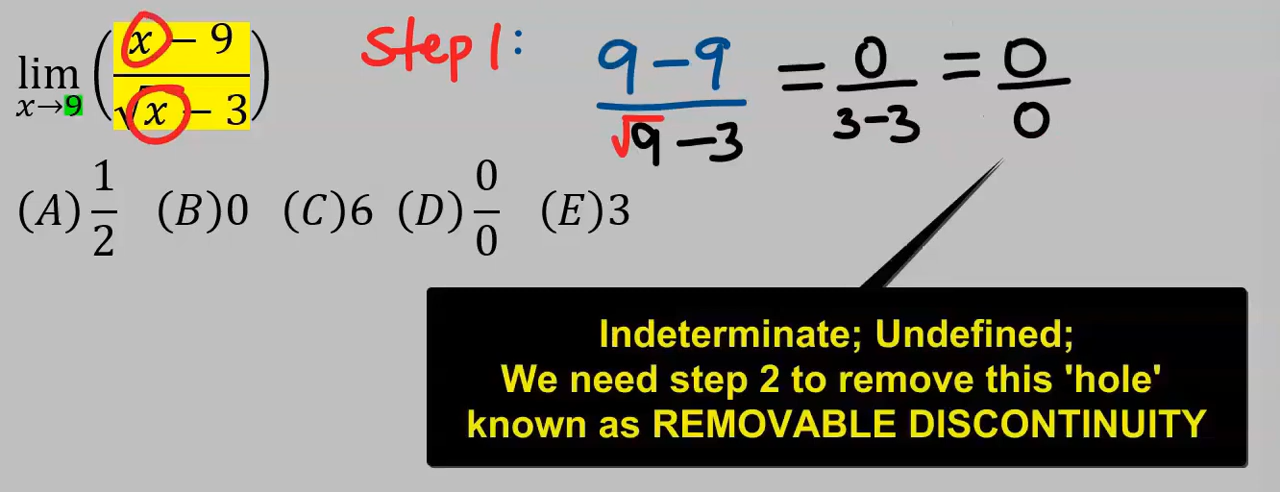 lim x→9 (x − 9 / √x − 3)
Step 1: 9 − 9 / √9 − 3 = 0 / 3 − 3 = 0 / 0
(A) 1/2 (B) 0 (C) 6 (D) 0/0 (E) 3
Indeterminate; Undefined;
We need step 2 to remove this 'hole'
known as REMOVABLE DISCONTINUITY